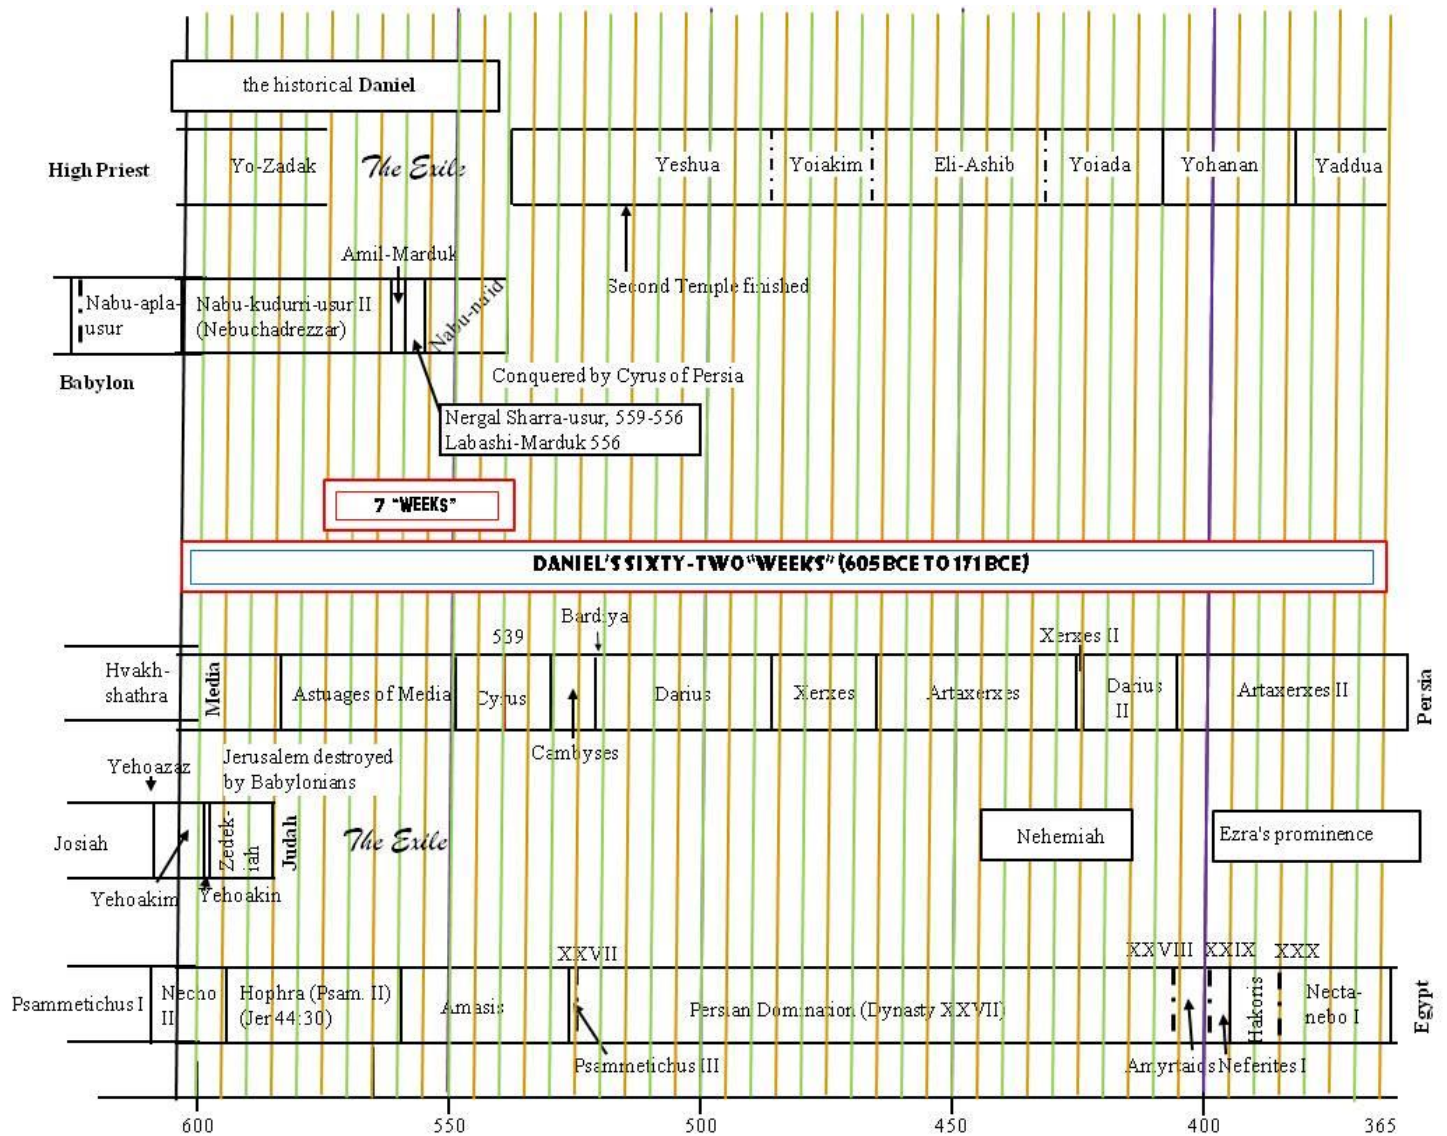 the historical Daniel
High Priest
Yo-Zadak
The Exile
Yeshua
Yoiakim
Eli-Ashib
Yoiada
Yohanan
Yaddua
Amil-Marduk
Second Temple finished
Nabu-apla-
usur
Nabu-kudurri-usur II
(Nebuchadrezzar)
Nabu-na'id
Babylon
Conquered by Cyrus of Persia
Nergal Sharra-usur, 559-556
Labashi-Marduk 556
7 "WEEKS"
DANIEL'S SIXTY-TWO "WEEKS" (605 BCE TO 171 BCE)
Bardiya
539
Xerxes II
Hvakh-
shathra
Media
Astuages of Media
Cyrus
Darius
Xerxes
Artaxerxes
Darius
II
Artaxerxes II
Persia
Cambyses
Yehoazaz
Jerusalem destroyed
by Babylonians
Josiah
Zedek-
iah
Judah
The Exile
Nehemiah
Ezra's prominence
Yehoakim
Yehoakin
XXVII
XXVIII
XXIX
XXX
Psammetichus I
Necho
II
Hophra (Psam. II)
(Jer 44:30)
Amasis
Persian Domination (Dynasty XXVII)
Hakoris
Necta-
nebo I
Egypt
Psammetichus III
Amyrtaios
Neferites I
600
550
500
450
400
365